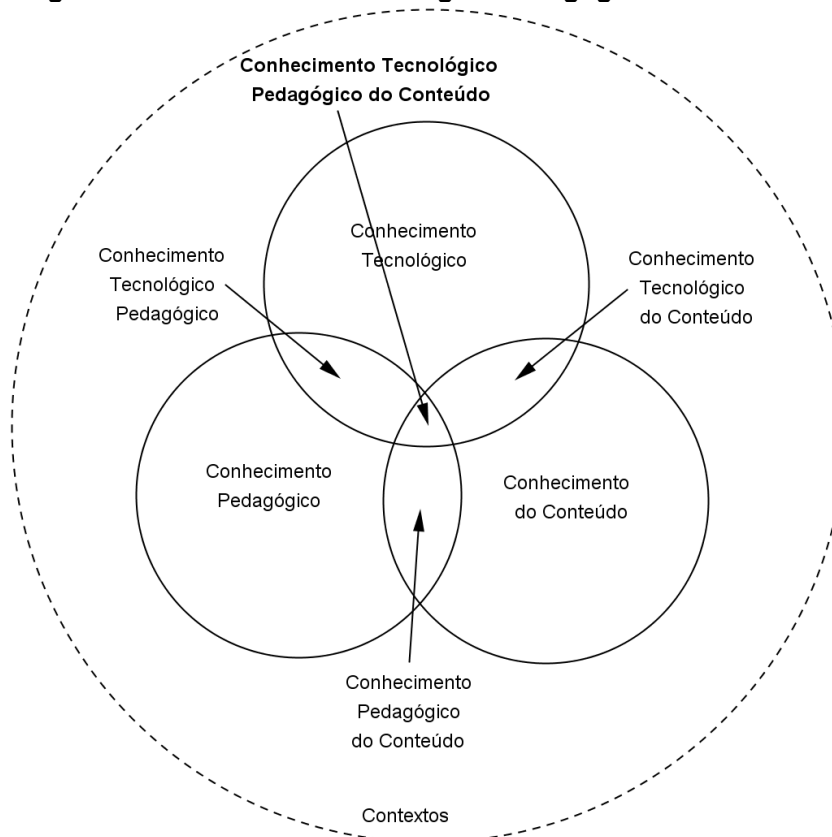 Conhecimento Tecnológico
Pedagógico do Conteúdo
Conhecimento
Tecnológico
Conhecimento
Tecnológico
Pedagógico
Conhecimento
Tecnológico
do Conteúdo
Conhecimento
Pedagógico
Conhecimento
do Conteúdo
Conhecimento
Pedagógico
do Conteúdo
Contextos